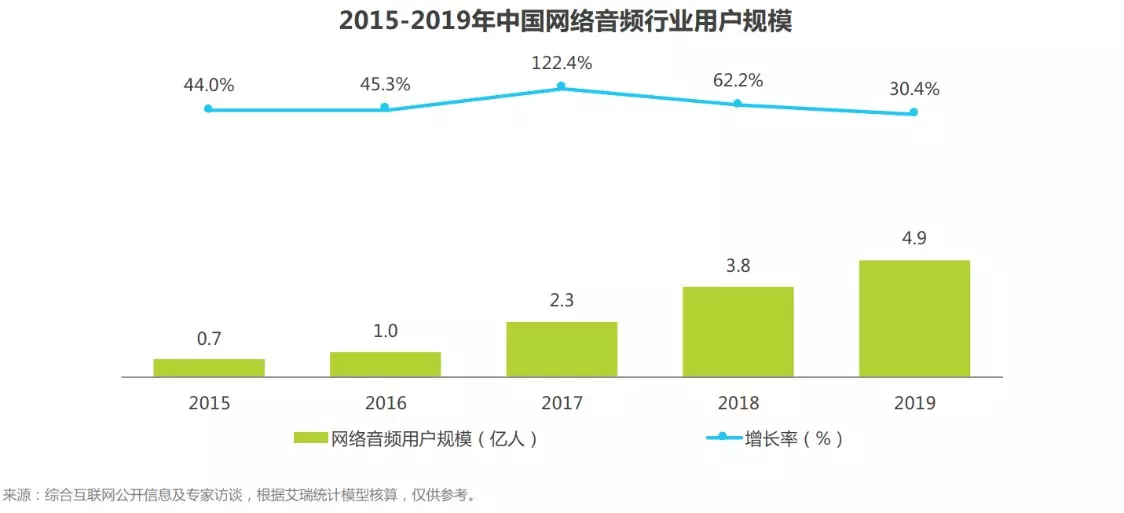 2015-2019年中国网络音频行业用户规模
44.0% 45.3% 122.4% 62.2% 30.4%
0.7 1.0 2.3 3.8 4.9
2015 2016 2017 2018 2019
网络音频用户规模（亿人） 增长率（%）
来源：综合互联网公开信息及专家访谈，根据艾瑞统计模型核算，仅供参考。